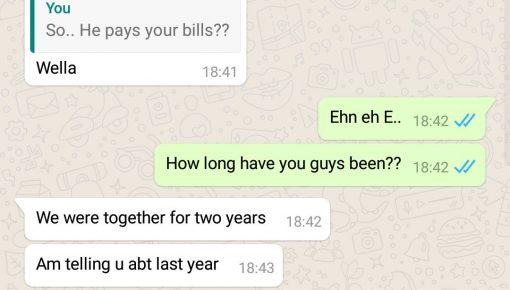 You
So.. He pays your bills??
Wella
18:41
Ehn eh E..
18:42
How long have you guys been??
18:42
We were together for two years
18:42
Am telling u abt last year
18:43